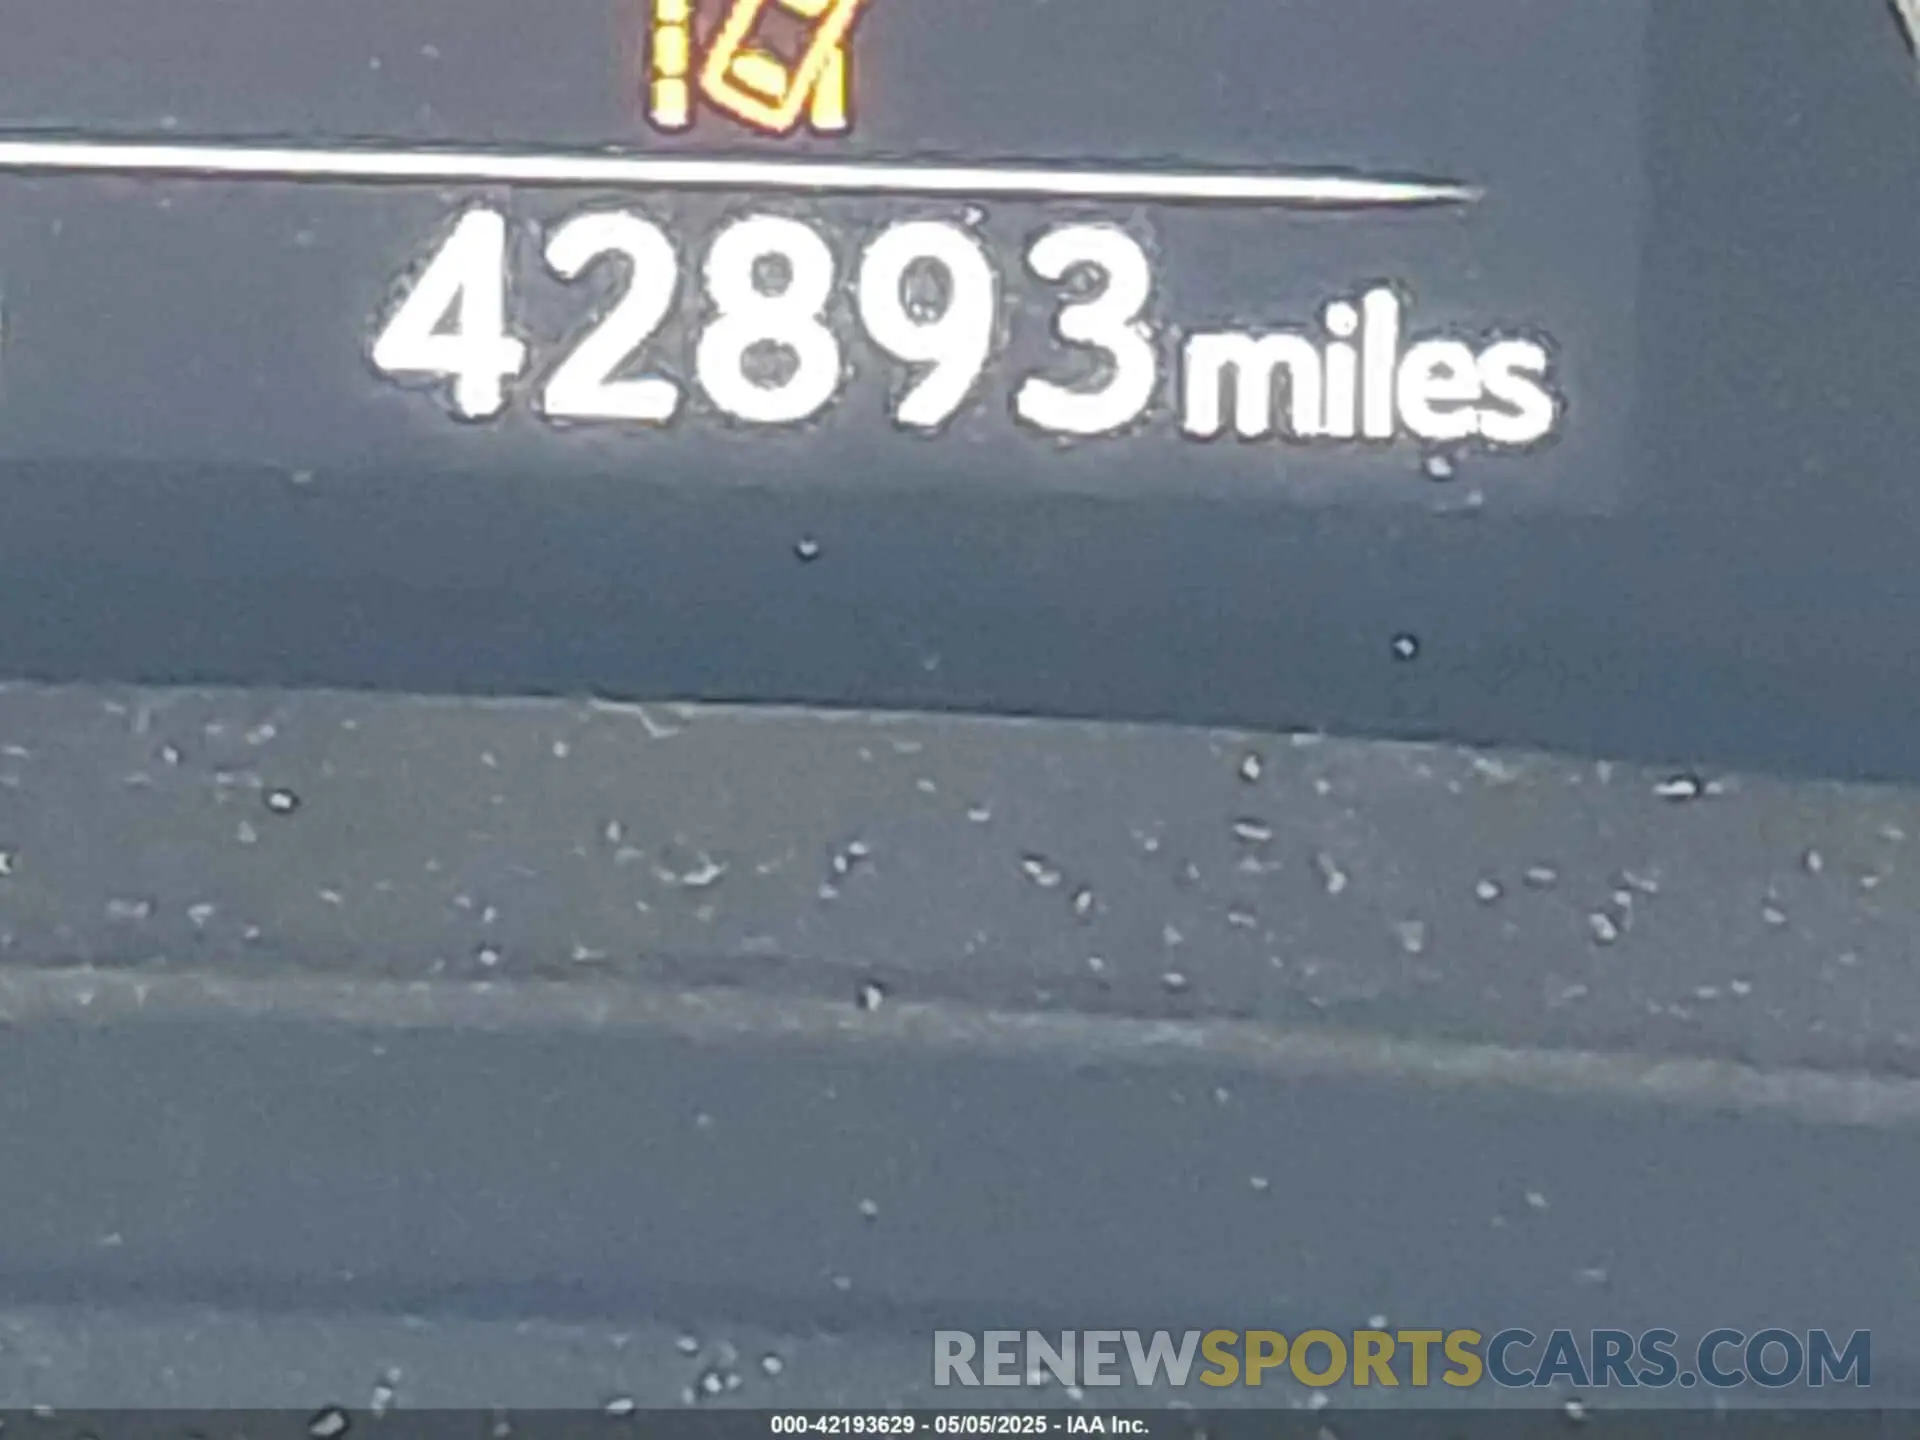 42893 miles
RENEWSPORTSCARS.COM
000-42193629 - 05/05/2025 - IAA Inc.